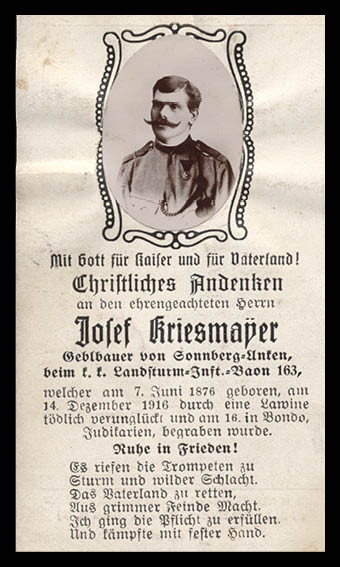 Mit Gott für Kaiser und für Vaterland!
Christliches Andenken
an den ehrengeachteten Herrn
Josef Kriesmaÿer
Geblbauer von Sonnberg-Unken,
beim k. k. Landsturm-Inft.-Baon 163,
welcher am 7. Juni 1876 geboren, am
14. Dezember 1916 durch eine Lawine
tödlich verunglückt und am 16. in Bondo,
Judikarien, begraben wurde.
Ruhe in Frieden!
Es riefen die Trompeten zu
Sturm und wilder Schlacht.
Das Vaterland zu retten,
Aus grimmer Feinde Macht.
Ich ging die Pflicht zu erfüllen.
Und kämpfte mit fester Hand.